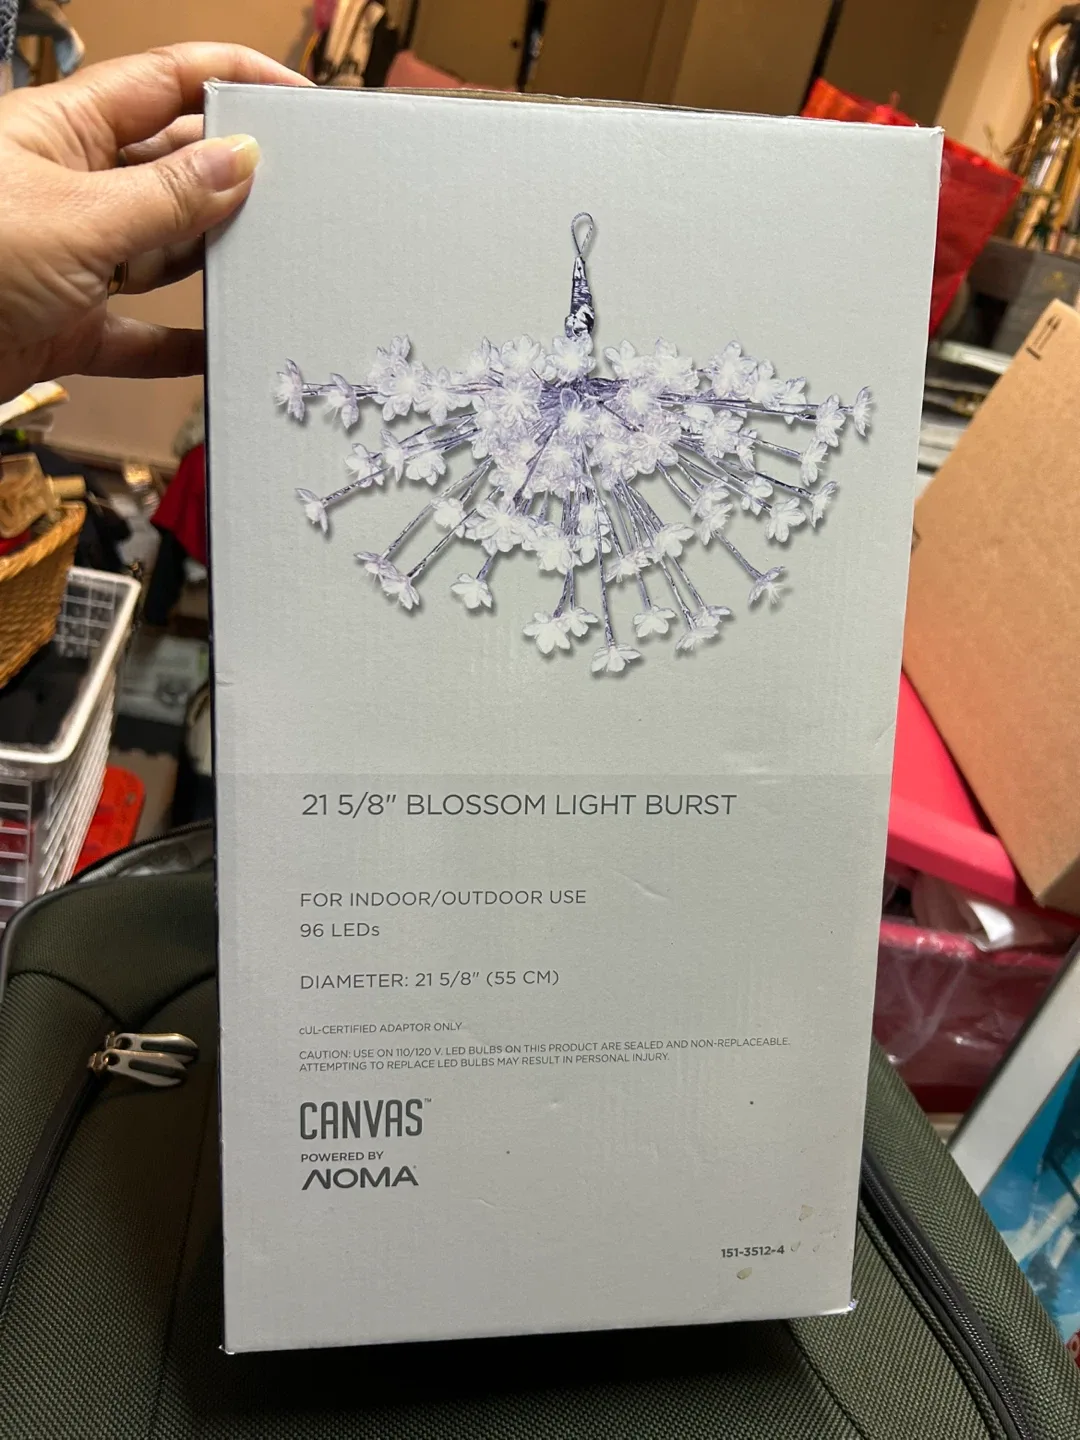 21 5/8" BLOSSOM LIGHT BURST
FOR INDOOR/OUTDOOR USE
96 LEDs
DIAMETER: 21 5/8" (55 CM)
cUL-CERTIFIED ADAPTOR ONLY
CAUTION: USE ON 110/120 V. LED BULBS ON THIS PRODUCT ARE SEALED AND NON-REPLACEABLE.
ATTEMPTING TO REPLACE LED BULBS MAY RESULT IN PERSONAL INJURY.
CANVAS™
POWERED BY
NOMA
151-3512-4